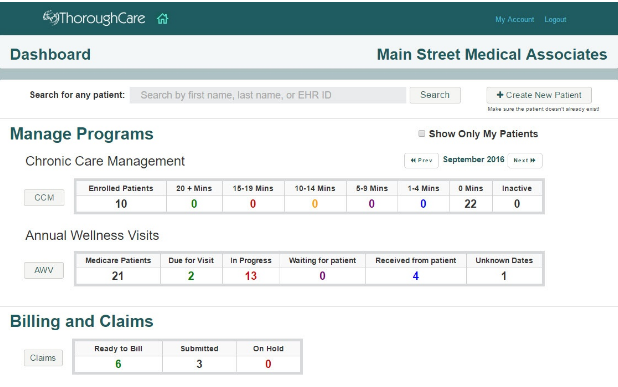 ThoroughCare My Account Logout
Dashboard Main Street Medical Associates
Search for any patient: Search by first name, last name, or EHR ID Search + Create New Patient
Make sure the patient doesn't already exist!
Manage Programs Show Only My Patients
Chronic Care Management Prev September 2016 Next
Enrolled Patients 20 + Mins 15-19 Mins 10-14 Mins 5-9 Mins 1-4 Mins 0 Mins Inactive
CCM 10 0 0 0 0 0 22 0
Annual Wellness Visits
Medicare Patients Due for Visit In Progress Waiting for patient Received from patient Unknown Dates
AWV 21 2 13 0 4 1
Billing and Claims
Ready to Bill Submitted On Hold
Claims 6 3 0